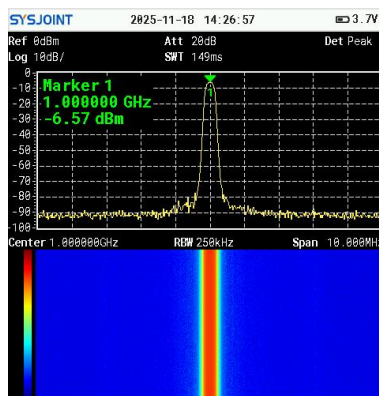 SYSJOINT 2025-11-18 14:26:57 3.7V
Ref 0dBm Att 20dB Det Peak
Log 10dB/ SWT 149ms
0
-10
-20
-30
-40
-50
-60
-70
-80
-90
-100
Marker 1
1.000000 GHz
-6.57 dBm
1
Center 1.000000GHz RBW 250kHz Span 10.000MH